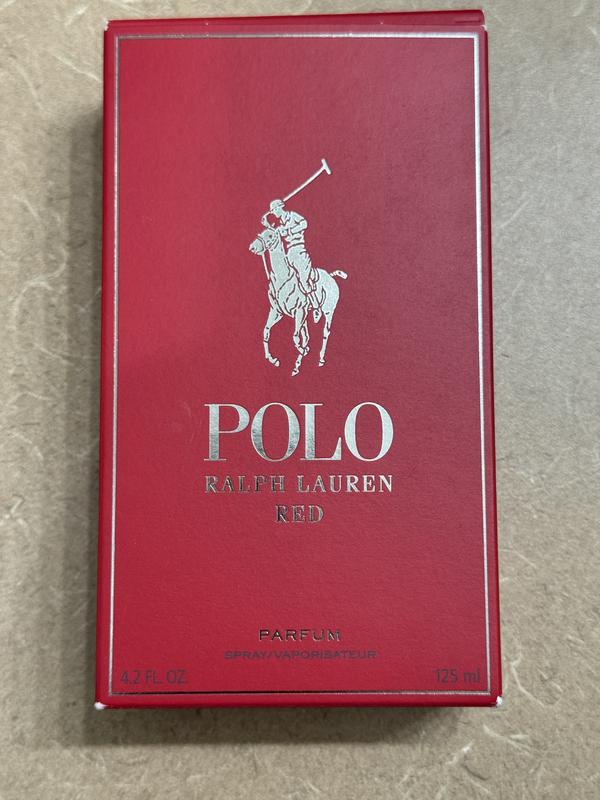 POLO
RALPH LAUREN
RED
PARFUM
SPRAY/VAPORISATEUR
4.2 FL. OZ. 125 ml